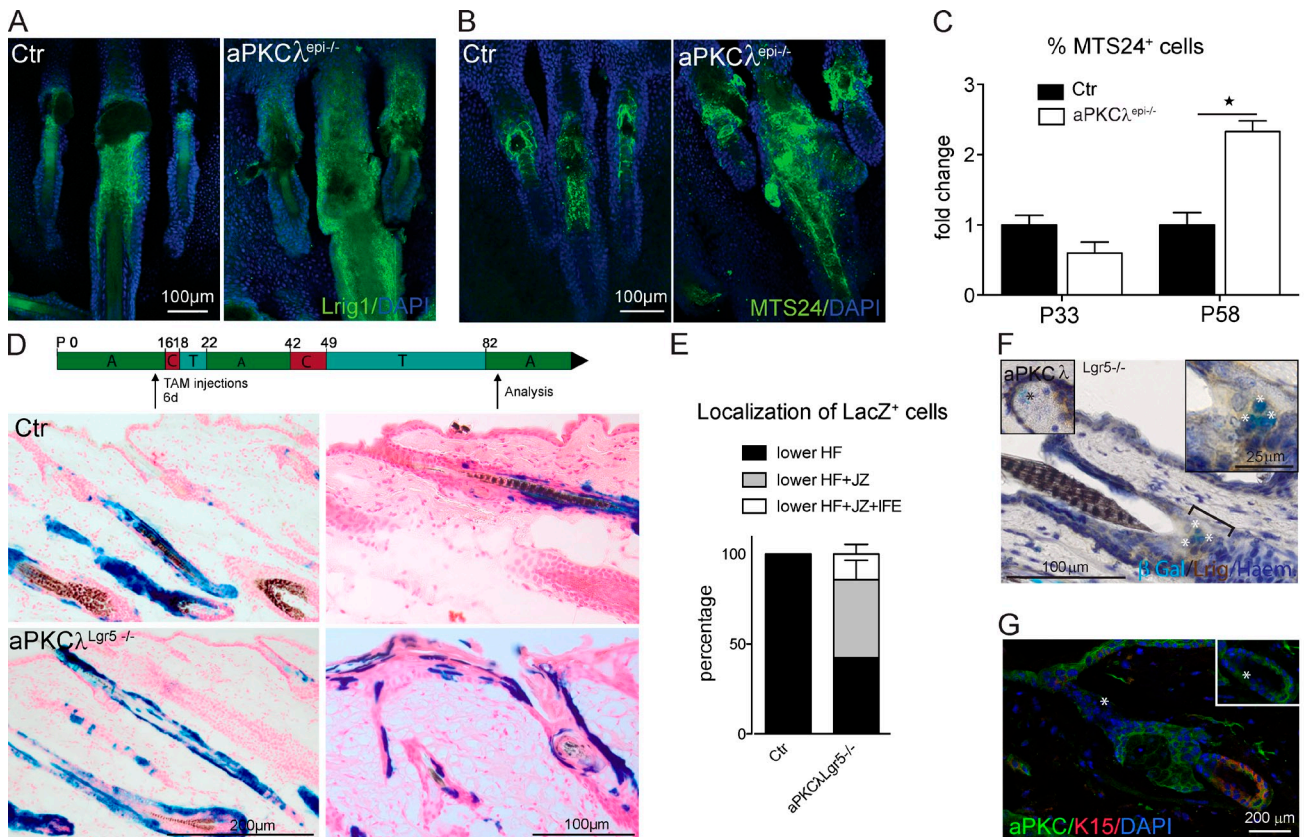 A
Ctr
aPKCλepi-/-
100µm
Lrig1/DAPI
B
Ctr
aPKCλepi-/-
100µm
MTS24/DAPI
C
% MTS24+ cells
Ctr
aPKCλepi-/-
★
fold change
3
2
1
0
P33
P58
D
P 0
16
18
22
42
49
82
A
C
T
A
C
T
A
TAM injections
6d
Analysis
Ctr
aPKCλLgr5 -/-
200µm
100µm
E
Localization of LacZ+ cells
lower HF
lower HF+JZ
lower HF+JZ+IFE
percentage
100
50
0
Ctr
aPKCλLgr5-/-
F
aPKCλ Lgr5-/-
*
* * *
25µm
* * *
100µm
β Gal/Lrig/Haem
G
*
*
aPKC/K15/DAPI
200 µm